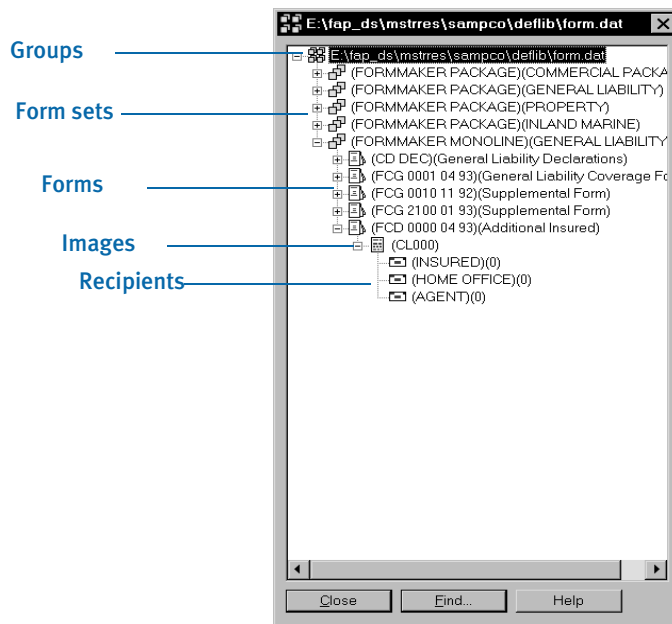 E:\fap_ds\mstrres\sampco\deflib\form.dat
Groups
E:\fap_ds\mstrres\sampco\deflib\form.dat
(FORMMAKER PACKAGE)(COMMERCIAL PACKA
(FORMMAKER PACKAGE)(GENERAL LIABILITY)
Form sets
(FORMMAKER PACKAGE)(PROPERTY)
(FORMMAKER PACKAGE)(INLAND MARINE)
(FORMMAKER MONOLINE)(GENERAL LIABILITY
(CD DEC)(General Liability Declarations)
Forms
(FCG 0001 04 93)(General Liability Coverage Fo
(FCG 0010 11 92)(Supplemental Form)
(FCG 2100 01 93)(Supplemental Form)
(FCD 0000 04 93)(Additional Insured)
Images
(CL000)
Recipients
(INSURED)(0)
(HOME OFFICE)(0)
(AGENT)(0)
Close
Find...
Help